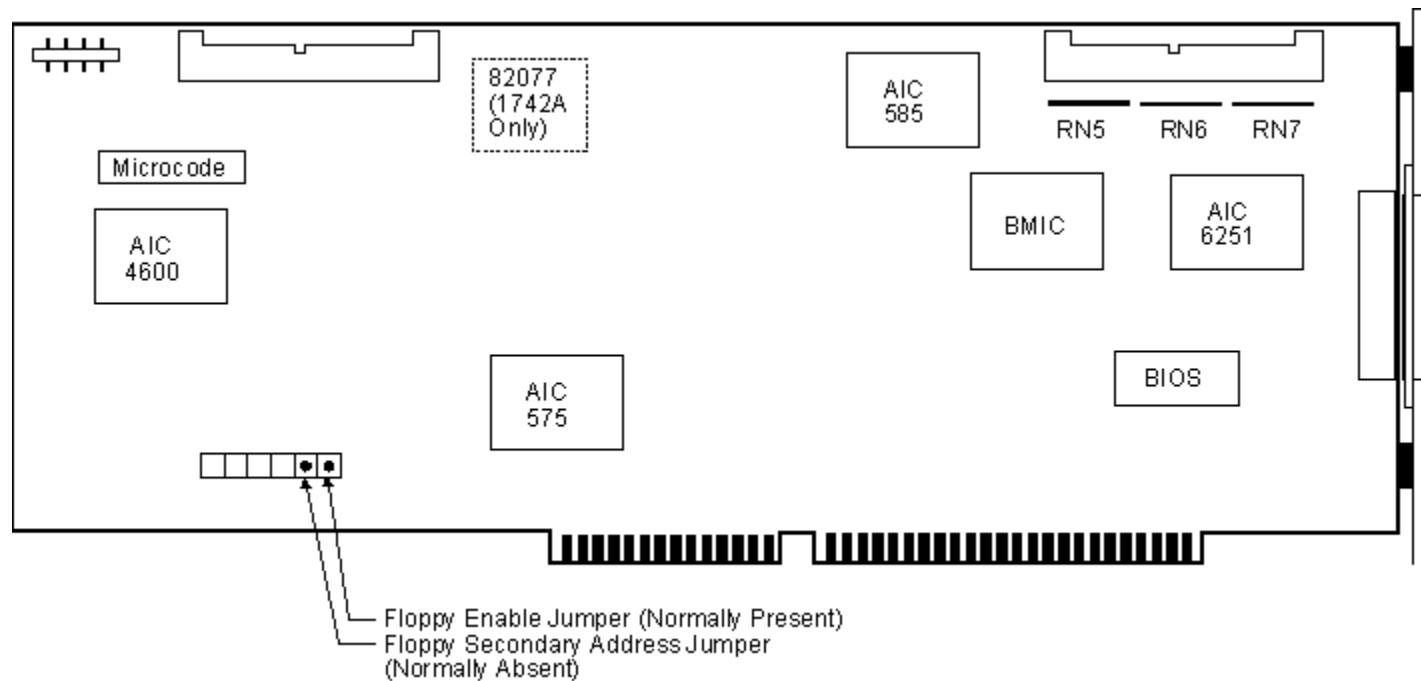 82077
(1742A
Only)
AIC
585
RN5 RN6 RN7
Microcode
AIC
4600
BMIC
AIC
6251
AIC
575
BIOS
Floppy Enable Jumper (Normally Present)
Floppy Secondary Address Jumper
(Normally Absent)